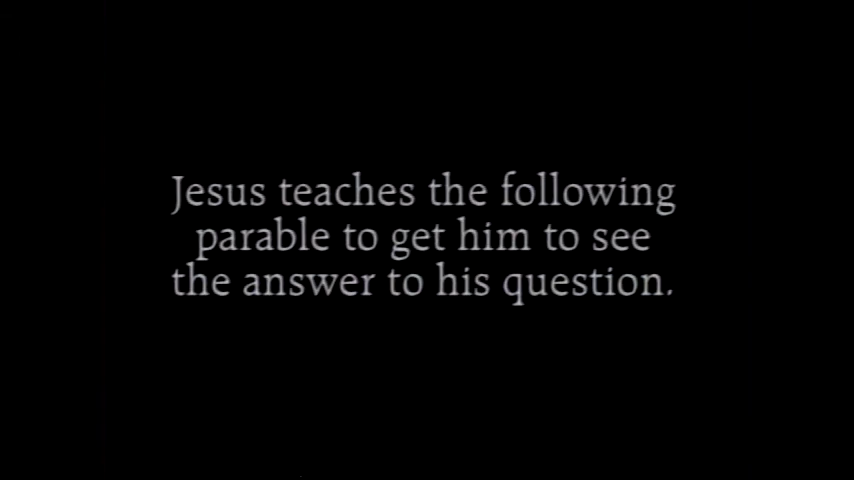 Jesus teaches the following
parable to get him to see
the answer to his question.